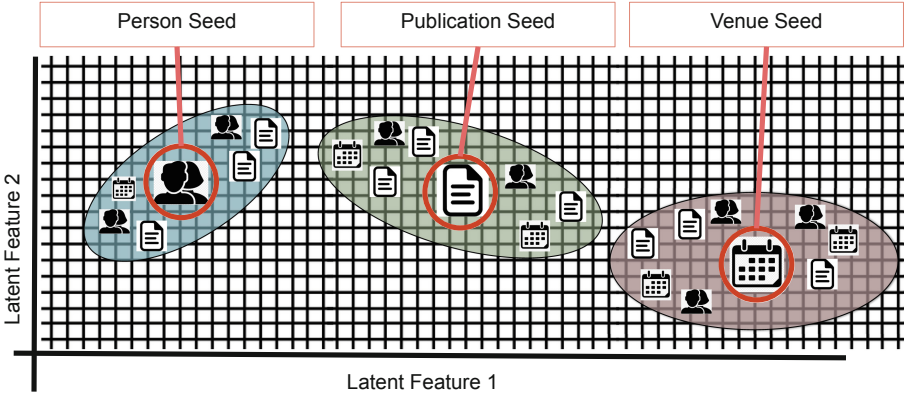 Person Seed
Publication Seed
Venue Seed
Latent Feature 2
Latent Feature 1